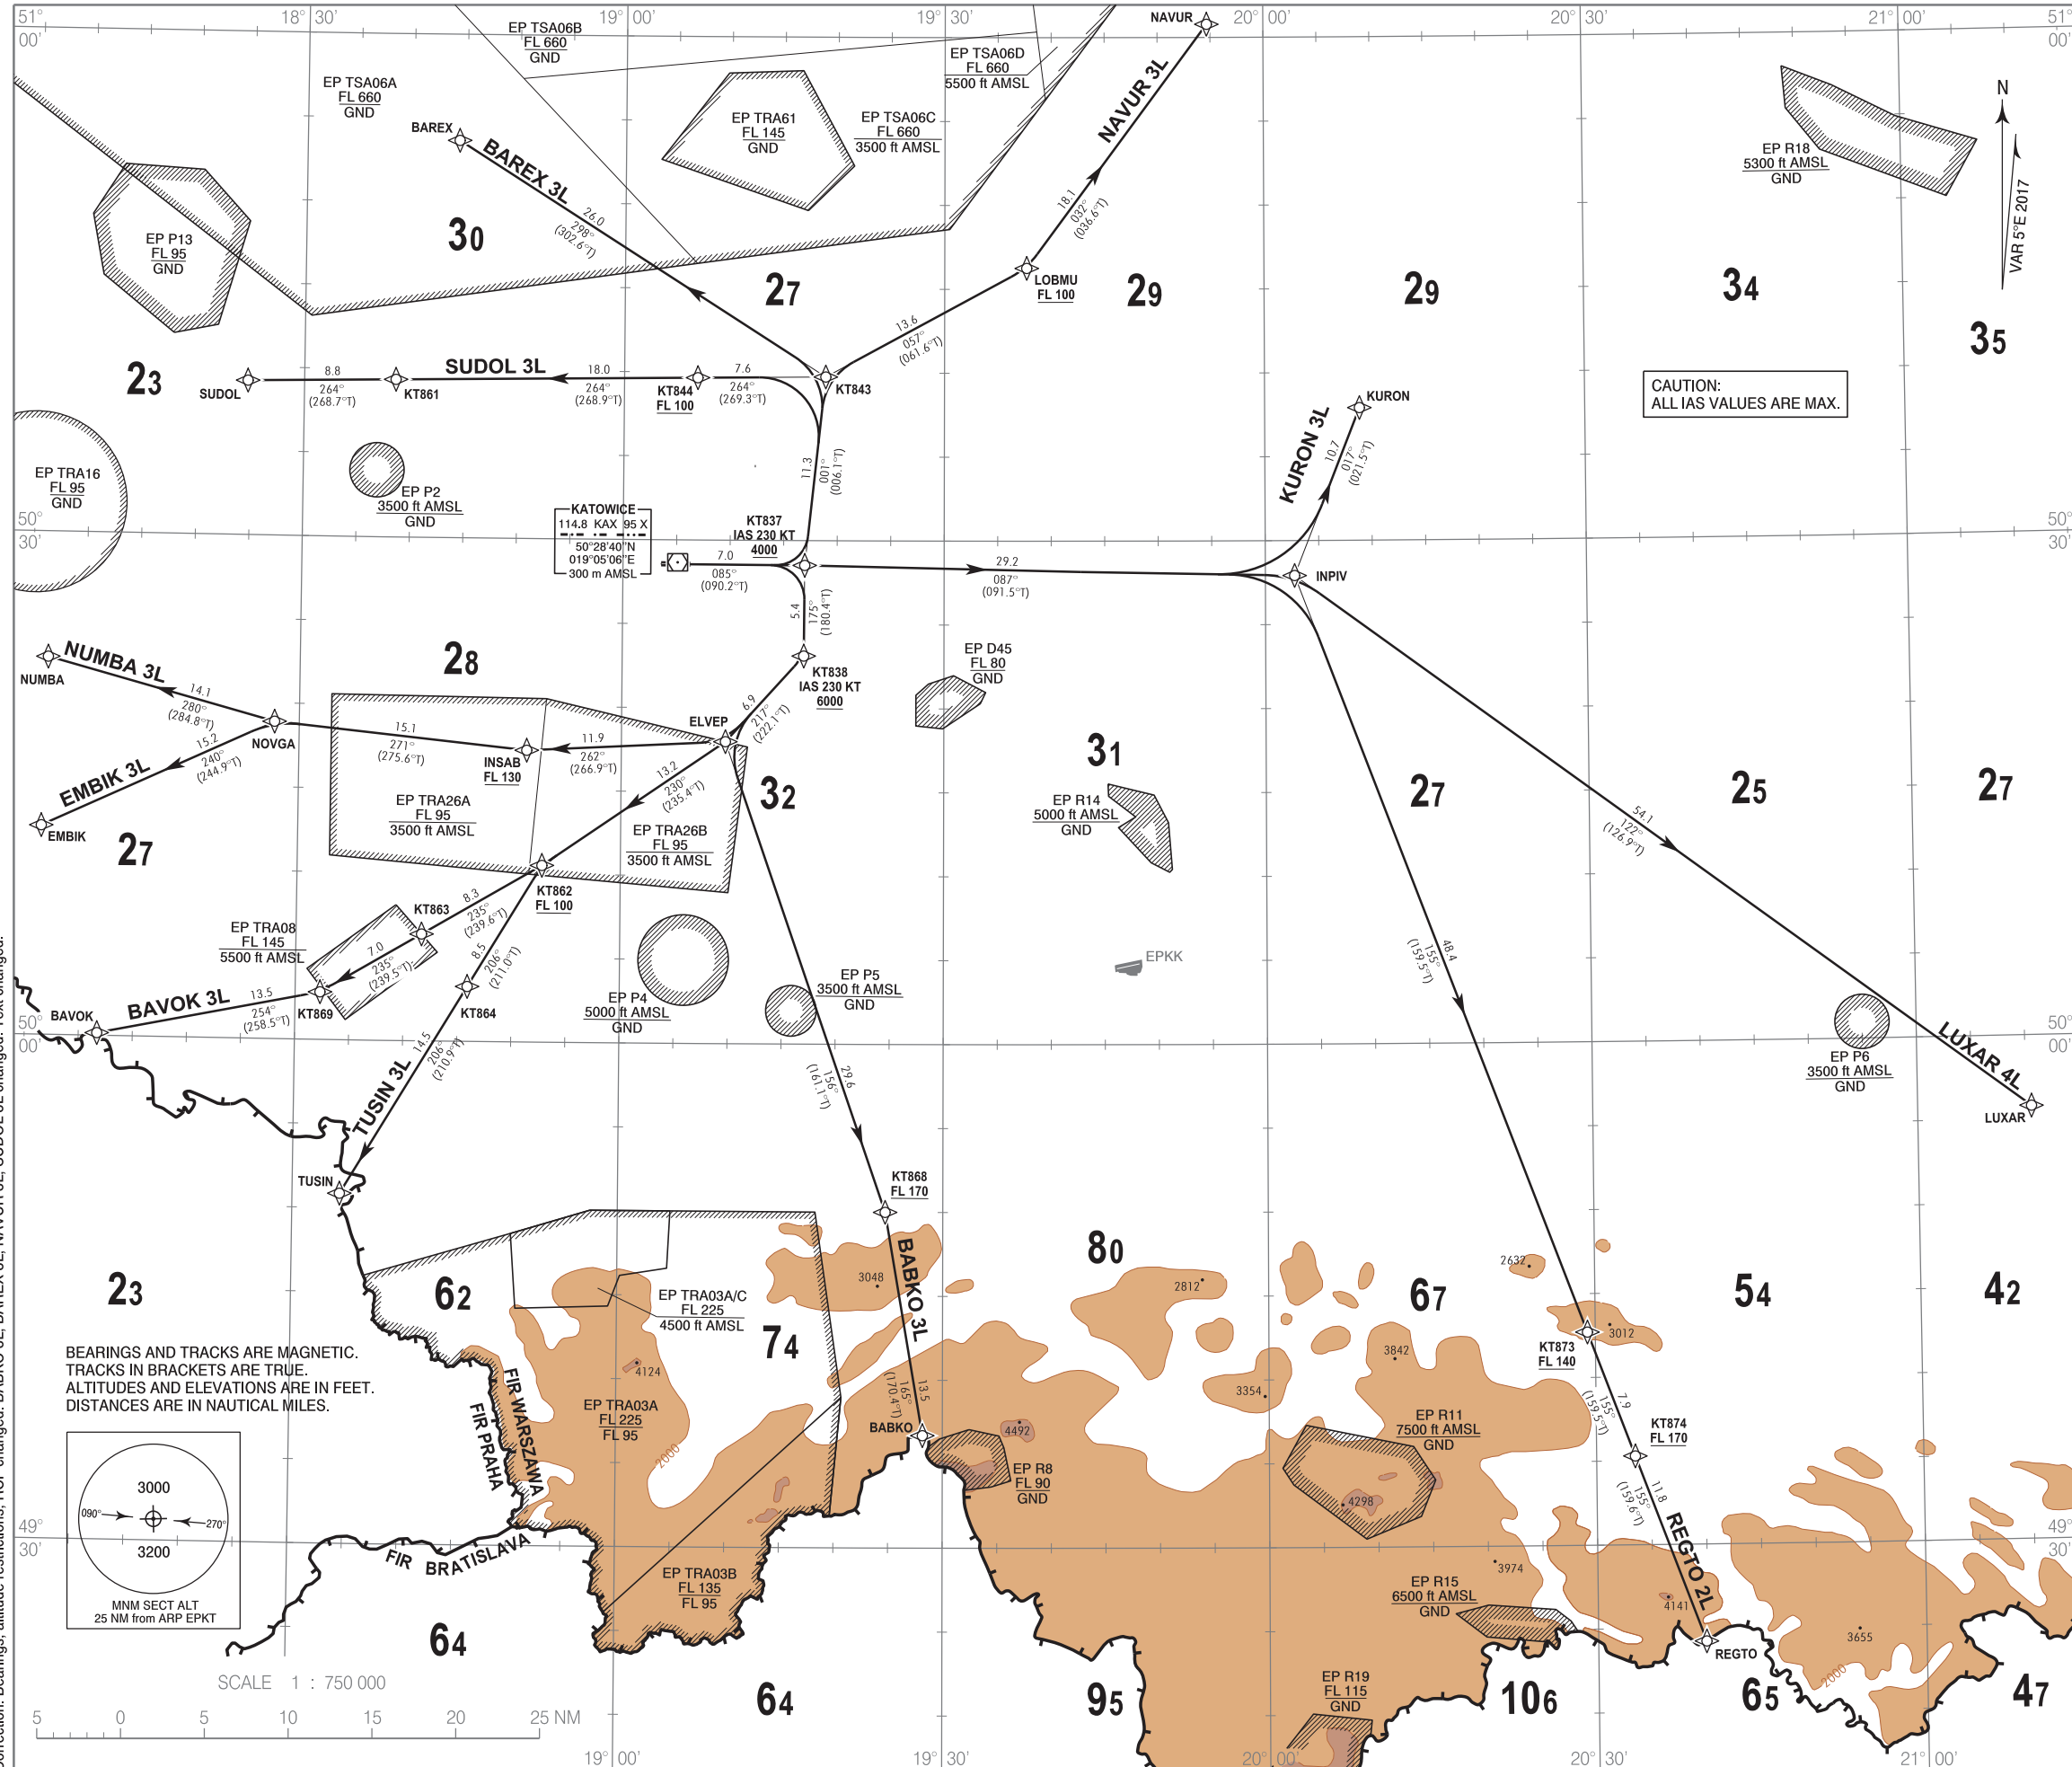 51°
00'
18° 30'
19° 00'
19° 30'
20° 00'
20° 30'
21° 00'
51°
00'
EP TSA06B
FL 660
GND
EP TSA06D
FL 660
5500 ft AMSL
NAVUR
EP TSA06A
FL 660
GND
EP TRA61
FL 145
GND
EP TSA06C
FL 660
3500 ft AMSL
NAVUR 3L
EP R18
5300 ft AMSL
GND
N
VAR 5°E 2017
BAREX
BAREX 3L
26.0
298°
(302.6°T)
18.1
032°
(036.6°T)
EP P13
FL 95
GND
30
27
29
29
34
35
LOBMU
FL 100
13.6
057°
(061.6°T)
23
SUDOL
8.8
264°
(268.7°T)
KT861
SUDOL 3L
18.0
264°
(268.9°T)
KT844
FL 100
7.6
264°
(269.3°T)
KT843
CAUTION:
ALL IAS VALUES ARE MAX.
KURON
KURON 3L
10.7
017°
(021.5°T)
EP TRA16
FL 95
GND
EP P2
3500 ft AMSL
GND
11.3
001°
(006.1°T)
50°
30'
KATOWICE
114.8 KAX 95 X
50°28'40"N
019°05'06"E
300 m AMSL
KT837
IAS 230 KT
4000
7.0
085°
(090.2°T)
29.2
087°
(091.5°T)
INPIV
50°
30'
5.4
175°
(180.4°T)
NUMBA
NUMBA 3L
14.1
280°
(284.8°T)
28
KT838
IAS 230 KT
6000
EP D45
FL 80
GND
6.9
217°
(222.1°T)
ELVEP
NOVGA
15.2
240°
(244.9°T)
EMBIK 3L
EMBIK
15.1
271°
(275.6°T)
INSAB
FL 130
11.9
262°
(266.9°T)
13.2
230°
(235.4°T)
EP TRA26A
FL 95
3500 ft AMSL
EP TRA26B
FL 95
3500 ft AMSL
27
32
31
27
25
27
EP R14
5000 ft AMSL
GND
54.1
122°
(126.9°T)
KT862
FL 100
KT863
8.3
235°
(239.6°T)
EP TRA08
FL 145
5500 ft AMSL
7.0
235°
(239.5°T)
8.5
206°
(211.0°T)
48.4
155°
(159.5°T)
EPKK
EP P4
5000 ft AMSL
GND
EP P5
3500 ft AMSL
GND
BAVOK
BAVOK 3L
13.5
254°
(258.5°T)
KT869
KT864
50°
00'
50°
00'
EP P6
3500 ft AMSL
GND
LUXAR 4L
LUXAR
TUSIN 3L
14.5
206°
(210.9°T)
29.6
156°
(161.1°T)
TUSIN
KT868
FL 170
BABKO 3L
23
62
74
80
67
54
42
EP TRA03A/C
FL 225
4500 ft AMSL
3048
2812
2632
3012
KT873
FL 140
4124
3842
3354
BEARINGS AND TRACKS ARE MAGNETIC.
TRACKS IN BRACKETS ARE TRUE.
ALTITUDES AND ELEVATIONS ARE IN FEET.
DISTANCES ARE IN NAUTICAL MILES.
FIR WARSZAWA
FIR PRAHA
EP TRA03A
FL 225
FL 95
2000
13.5
165°
(170.4°T)
BABKO
4492
EP R8
FL 90
GND
EP R11
7500 ft AMSL
GND
4298
7.9
155°
(159.5°T)
KT874
FL 170
11.8
155°
(159.6°T)
REGTO 2L
3000
090°
270°
3200
MNM SECT ALT
25 NM from ARP EPKT
49°
30'
49°
30'
FIR BRATISLAVA
EP TRA03B
FL 135
FL 95
3974
EP R15
6500 ft AMSL
GND
4141
REGTO
3655
2000
64
SCALE 1 : 750 000
5 0 5 10 15 20 25 NM
64
95
EP R19
FL 115
GND
106
65
47
19° 00'
19° 30'
20° 00'
20° 30'
21° 00'